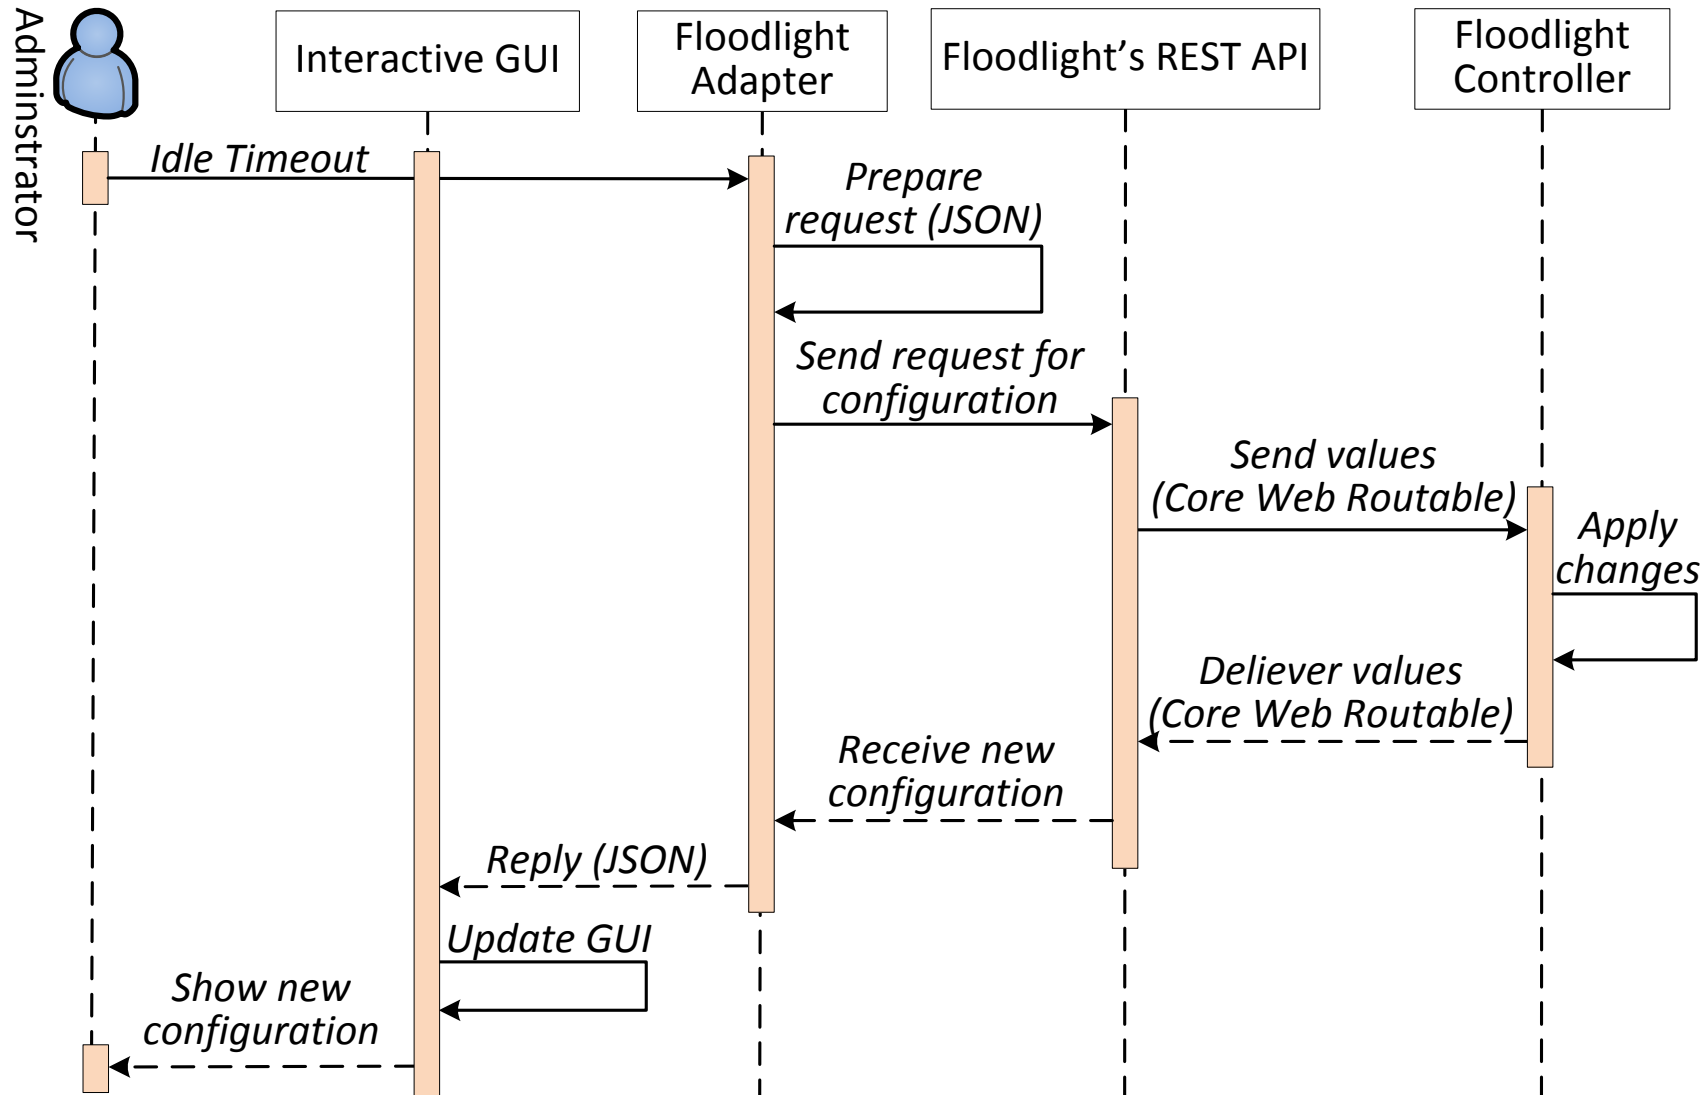 Adminstrator
Interactive GUI
Floodlight
Adapter
Floodlight's REST API
Floodlight
Controller
Idle Timeout
Prepare
request (JSON)
Send request for
configuration
Send values
(Core Web Routable)
Apply
changes
Deliever values
(Core Web Routable)
Receive new
configuration
Reply (JSON)
Update GUI
Show new
configuration